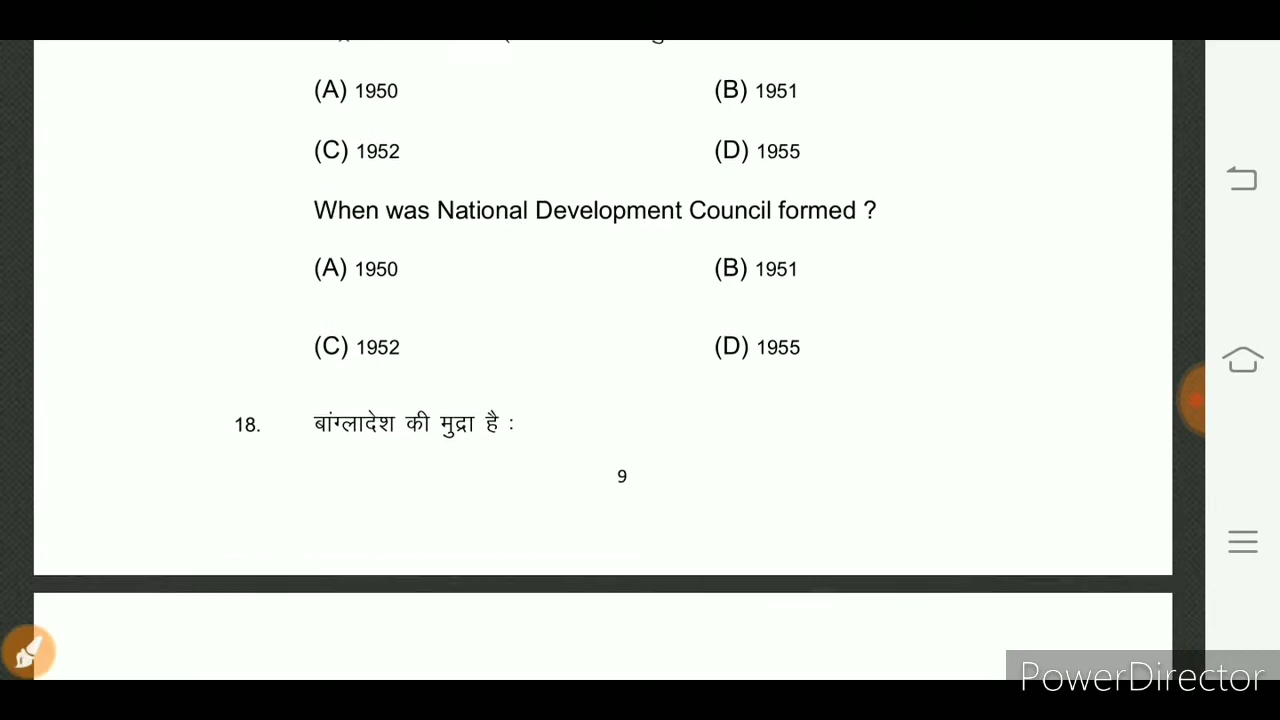 (A) 1950 (B) 1951
(C) 1952 (D) 1955
When was National Development Council formed ?
(A) 1950 (B) 1951
(C) 1952 (D) 1955
18. बांग्लादेश की मुद्रा है :
9
PowerDirector